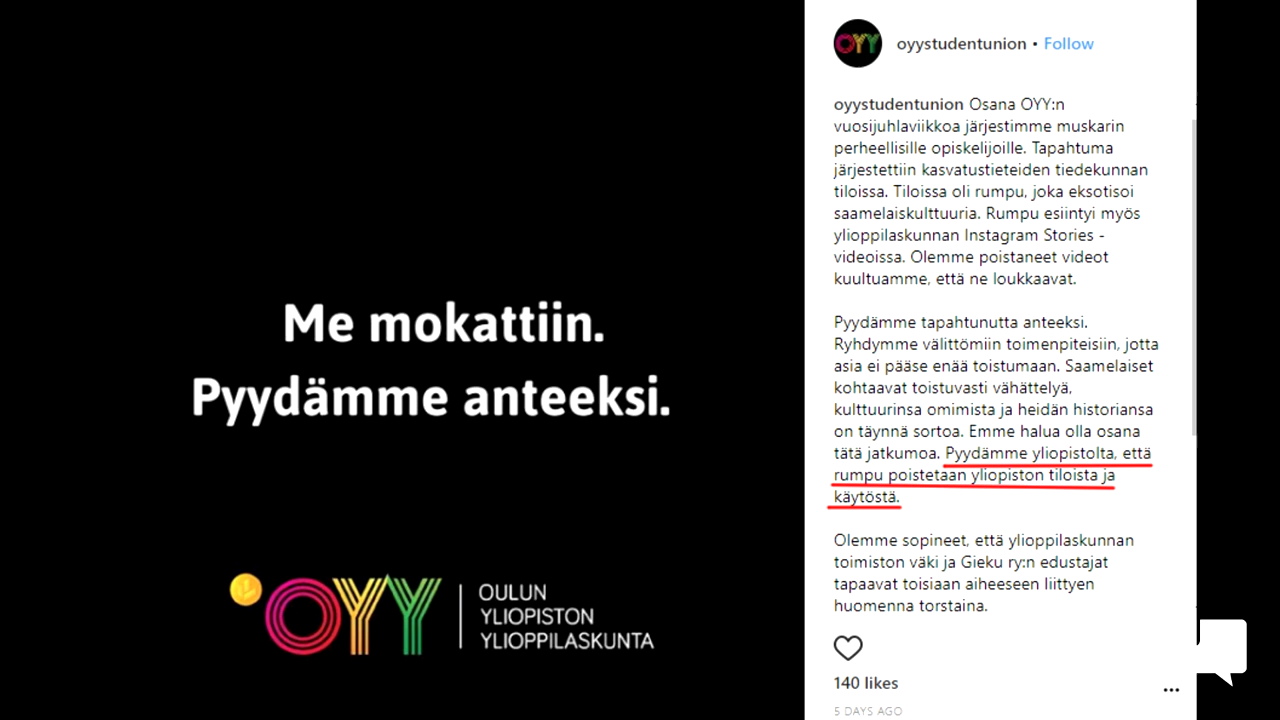 Me mokattiin.
Pyydämme anteeksi.
OYY
OULUN
YLIOPISTON
YLIOPPILASKUNTA
OYY
oyystudentunion • Follow
oyystudentunion Osana OYY:n
vuosijuhlaviikkoa järjestimme muskarin
perheellisille opiskelijoille. Tapahtuma
järjestettiin kasvatustieteiden tiedekunnan
tiloissa. Tiloissa oli rumpu, joka eksotisoi
saamelaiskulttuuria. Rumpu esiintyi myös
ylioppilaskunnan Instagram Stories -
videoissa. Olemme poistaneet videot
kuultuamme, että ne loukkaavat.
Pyydämme tapahtunutta anteeksi.
Ryhdymme välittömiin toimenpiteisiin, jotta
asia ei pääse enää toistumaan. Saamelaiset
kohtaavat toistuvasti vähättelyä,
kulttuurinsa omimista ja heidän historiansa
on täynnä sortoa. Emme halua olla osana
tätä jatkumoa. Pyydämme yliopistolta, että
rumpu poistetaan yliopiston tiloista ja
käytöstä.
Olemme sopineet, että ylioppilaskunnan
toimiston väki ja Gieku ry:n edustajat
tapaavat toisiaan aiheeseen liittyen
huomenna torstaina.
140 likes
5 DAYS AGO